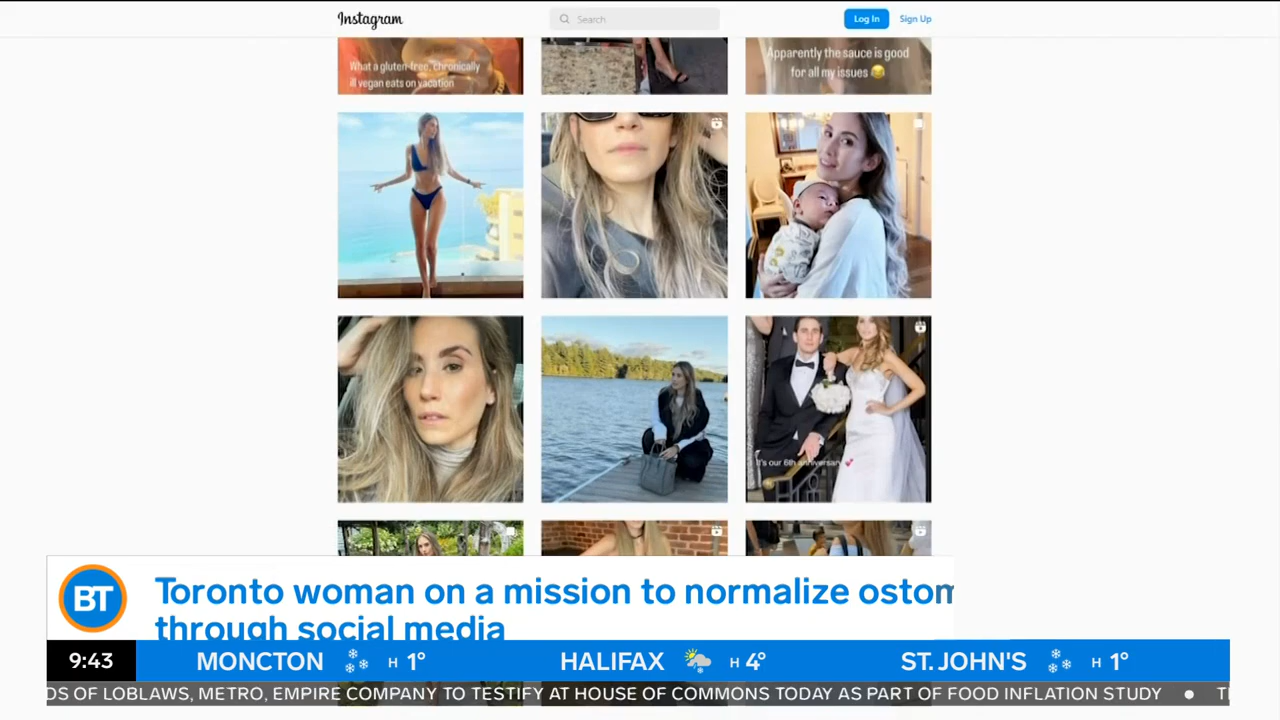 Instagram
Search
Log In
Sign Up
What a gluten-free, chronically
ill vegan eats on vacation
Apparently the sauce is good
for all my issues 😂
It's our 6th anniversary 💕
BT
Toronto woman on a mission to normalize ostom
through social media
9:43
MONCTON H 1°
HALIFAX H 4°
ST. JOHN'S H 1°
DS OF LOBLAWS, METRO, EMPIRE COMPANY TO TESTIFY AT HOUSE OF COMMONS TODAY AS PART OF FOOD INFLATION STUDY ●